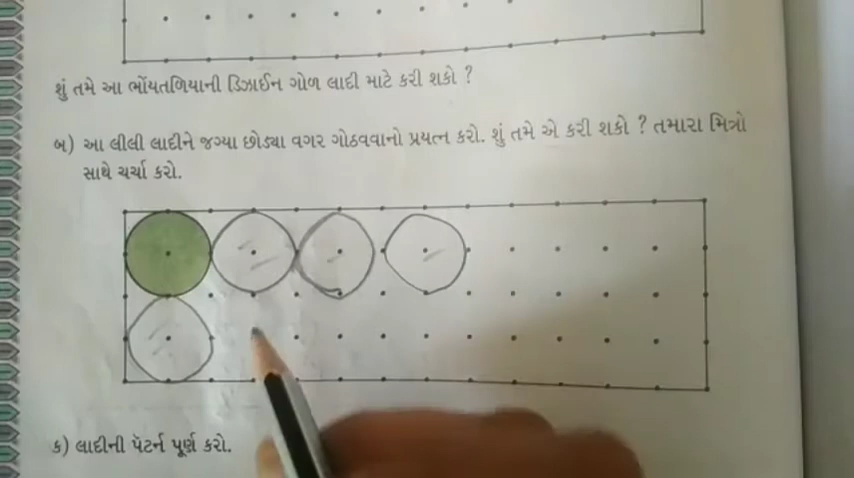 શું તમે આ ભોંયતળિયાની ડિઝાઈન ગોળ લાદી માટે કરી શકો ?
બ) આ લીલી લાદીને જગ્યા છોડ્યા વગર ગોઠવવાનો પ્રયત્ન કરો. શું તમે એ કરી શકો ? તમારા મિત્રો
સાથે ચર્ચા કરો.
ક) લાદીની પૅટર્ન પૂર્ણ કરો.